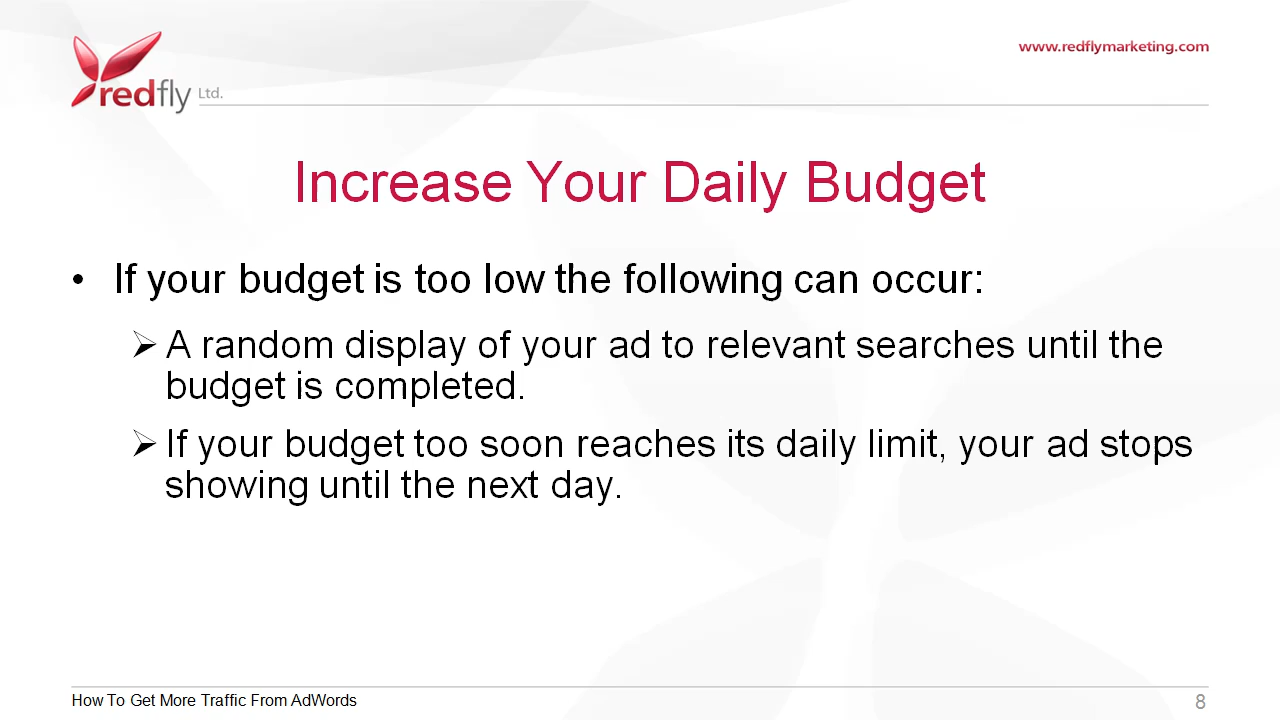 www.redflymarketing.com
redfly Ltd.
Increase Your Daily Budget
• If your budget is too low the following can occur:
➢ A random display of your ad to relevant searches until the
budget is completed.
➢ If your budget too soon reaches its daily limit, your ad stops
showing until the next day.
How To Get More Traffic From AdWords
8